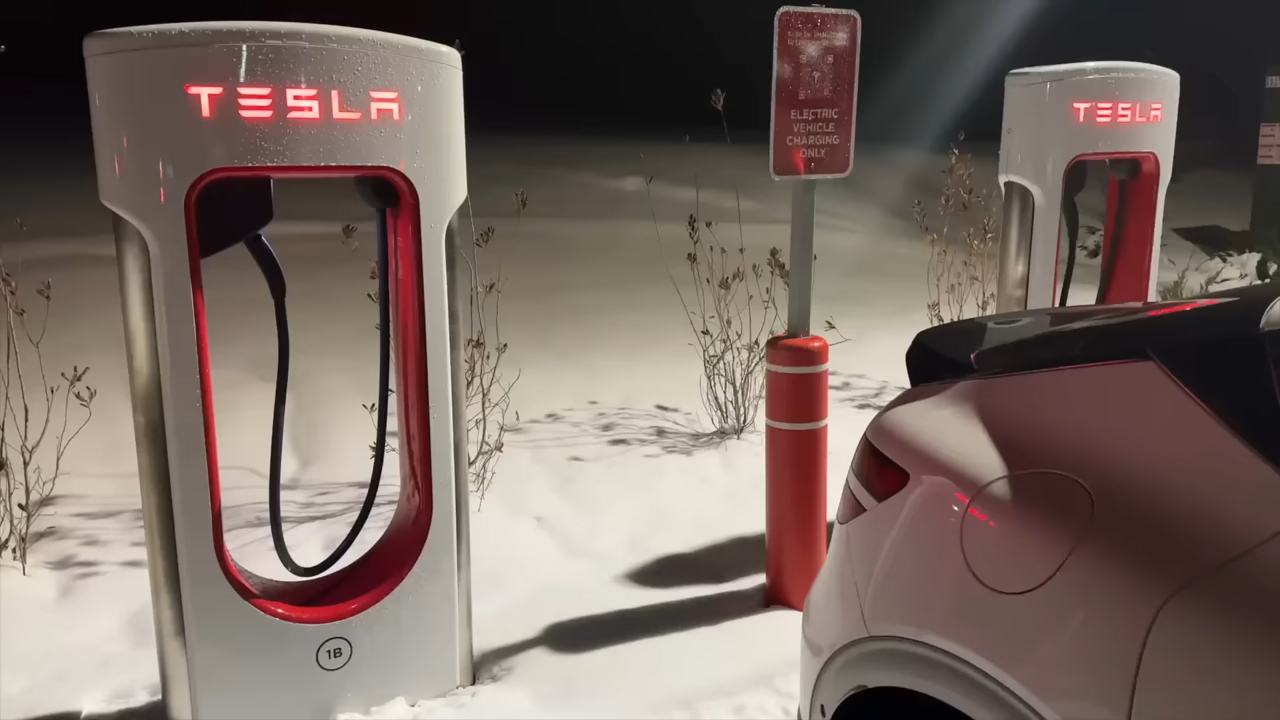 TESLA
ELECTRIC
VEHICLE
CHARGING
ONLY
TESLA
1B